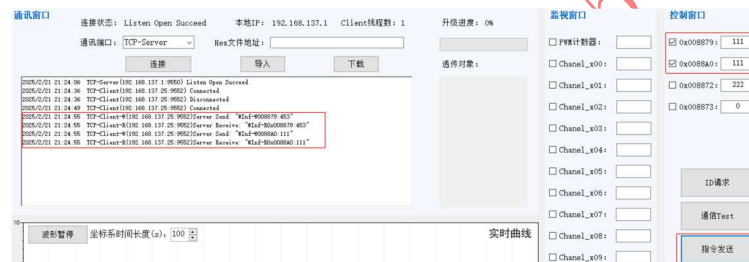 通讯窗口
连接状态： Listen Open Succeed 本地IP： 192.168.137.1 Client线程数：1 升级进度：0%
通讯端口： TCP-Server Hex文件地址：
连接 导入 下载 透传对象：
2025/2/21 21:24:06 TCP-Server(192.168.137.1:9550) Listen Open Succeed
2025/2/21 21:24:36 TCP-Client(192.168.137.25:9552) Connected
2025/2/21 21:24:36 TCP-Client(192.168.137.25:9552) Disconnected
2025/2/21 21:24:49 TCP-Client(192.168.137.25:9552) Connected
2025/2/21 21:24:55 TCP-Client-W(192.168.137.25:9552)Server Send: "#Inf-W008879:453"
2025/2/21 21:24:55 TCP-Client-R(192.168.137.25:9552)Server Receive: "#Inf-R0x008879:453"
2025/2/21 21:24:55 TCP-Client-W(192.168.137.25:9552)Server Send: "#Inf-W0088A0:111"
2025/2/21 21:24:55 TCP-Client-R(192.168.137.25:9552)Server Receive: "#Inf-R0x0088A0:111"
10
波形暂停 坐标系时间长度(s)： 100 实时曲线
监视窗口
PWM计数器：
Chanel_x00：
Chanel_x01：
Chanel_x02：
Chanel_x03：
Chanel_x04：
Chanel_x05：
Chanel_x06：
Chanel_x07：
Chanel_x08：
Chanel_x09：
控制窗口
0x008879： 111
0x0088A0： 111
0x008872： 222
0x008873： 0
ID请求
通信Test
指令发送